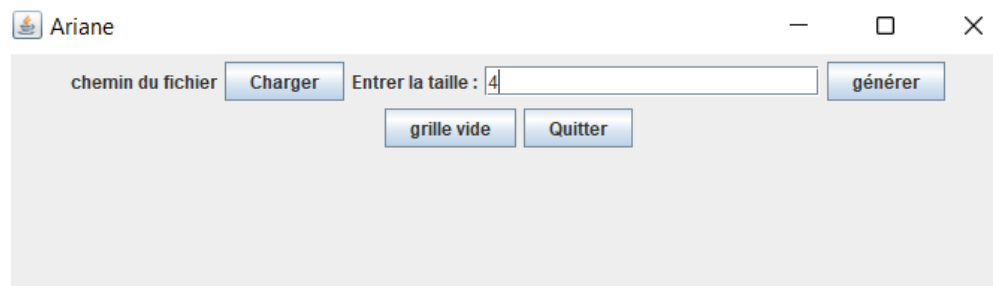 Ariane
chemin du fichier Charger Entrer la taille : 4 générer
grille vide Quitter